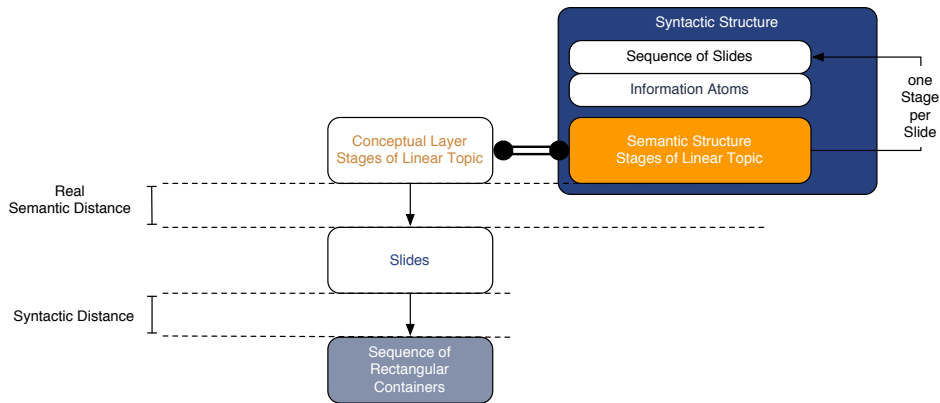 Syntactic Structure
Sequence of Slides
Information Atoms
one
Stage
per
Slide
Conceptual Layer
Stages of Linear Topic
Semantic Structure
Stages of Linear Topic
Real
Semantic Distance
Slides
Syntactic Distance
Sequence of
Rectangular
Containers